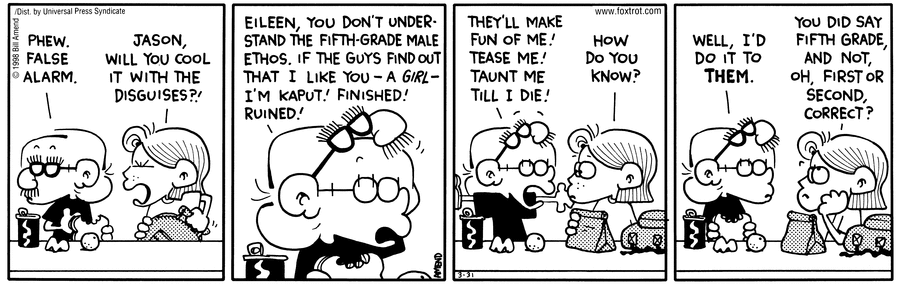 /Dist. by Universal Press Syndicate
© 1998 Bill Amend
PHEW.
FALSE
ALARM.
JASON,
WILL YOU COOL
IT WITH THE
DISGUISES?!
EILEEN, YOU DON'T UNDER-
STAND THE FIFTH-GRADE MALE
ETHOS. IF THE GUYS FIND OUT
THAT I LIKE YOU – A GIRL –
I'M KAPUT! FINISHED!
RUINED!
AMEND
www.foxtrot.com
THEY'LL MAKE
FUN OF ME!
TEASE ME!
TAUNT ME
TILL I DIE!
HOW
DO YOU
KNOW?
3-31
WELL, I'D
DO IT TO
THEM.
YOU DID SAY
FIFTH GRADE,
AND NOT,
OH, FIRST OR
SECOND,
CORRECT?